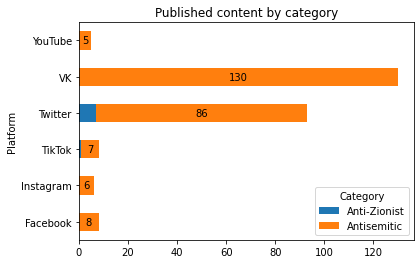 Published content by category
Platform
YouTube
5
VK
130
Twitter
86
TikTok
7
Instagram
6
Facebook
8
Category
Anti-Zionist
Antisemitic
0 20 40 60 80 100 120